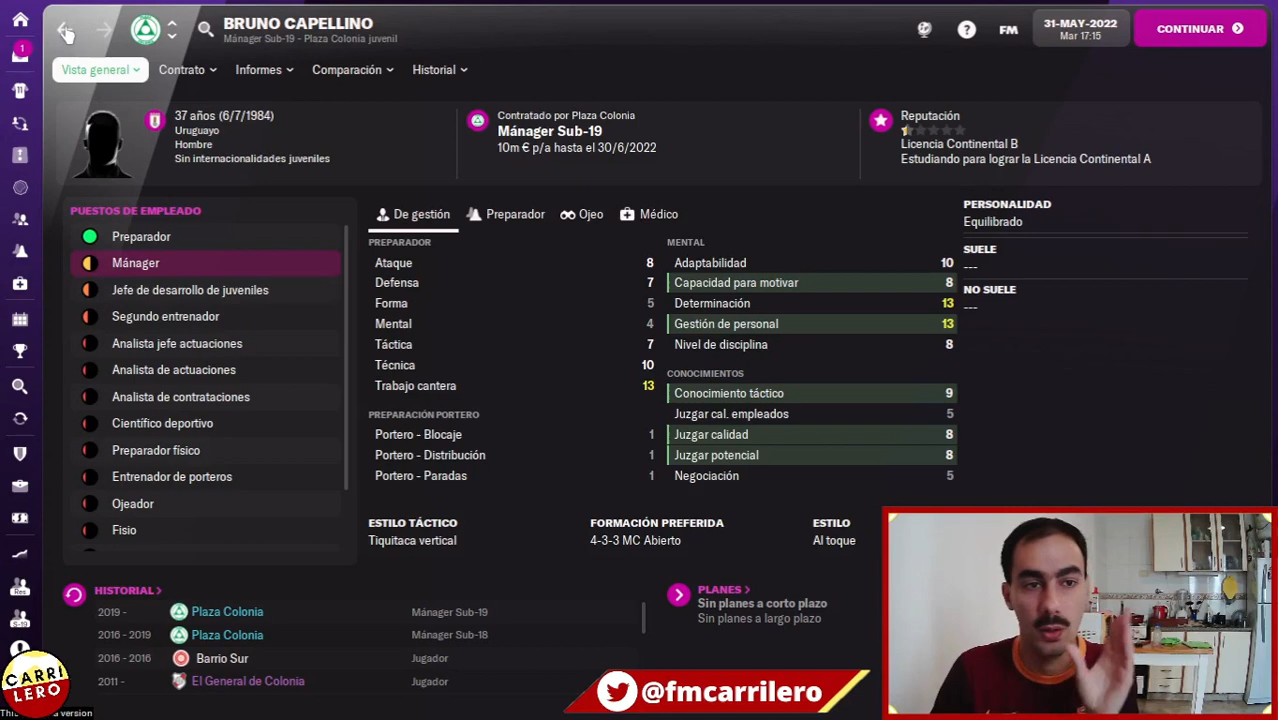 BRUNO CAPELLINO
Mánager Sub-19 - Plaza Colonia juvenil
FM
31-MAY-2022
Mar 17:15
CONTINUAR
1
Vista general
Contrato
Informes
Comparación
Historial
37 años (6/7/1984)
Uruguayo
Hombre
Sin internacionalidades juveniles
Contratado por Plaza Colonia
Mánager Sub-19
10m € p/a hasta el 30/6/2022
Reputación
Licencia Continental B
Estudiando para lograr la Licencia Continental A
PUESTOS DE EMPLEADO
Preparador
Mánager
Jefe de desarrollo de juveniles
Segundo entrenador
Analista jefe actuaciones
Analista de actuaciones
Analista de contrataciones
Científico deportivo
Preparador físico
Entrenador de porteros
Ojeador
Fisio
De gestión
Preparador
Ojeo
Médico
PREPARADOR
Ataque 8
Defensa 7
Forma 5
Mental 4
Táctica 7
Técnica 10
Trabajo cantera 13
PREPARACIÓN PORTERO
Portero - Blocaje 1
Portero - Distribución 1
Portero - Paradas 1
MENTAL
Adaptabilidad 10
Capacidad para motivar 8
Determinación 13
Gestión de personal 13
Nivel de disciplina 8
CONOCIMIENTOS
Conocimiento táctico 9
Juzgar cal. empleados 5
Juzgar calidad 8
Juzgar potencial 8
Negociación 5
PERSONALIDAD
Equilibrado
SUELE
---
NO SUELE
---
ESTILO TÁCTICO
Tiquitaca vertical
FORMACIÓN PREFERIDA
4-3-3 MC Abierto
ESTILO
Al toque
HISTORIAL >
2019 - Plaza Colonia Mánager Sub-19
2016 - 2019 Plaza Colonia Mánager Sub-18
2016 - 2016 Barrio Sur Jugador
2011 - El General de Colonia Jugador
PLANES >
Sin planes a corto plazo
Sin planes a largo plazo
Res
S-19
CARRI
LERO
@fmcarrilero
This
version